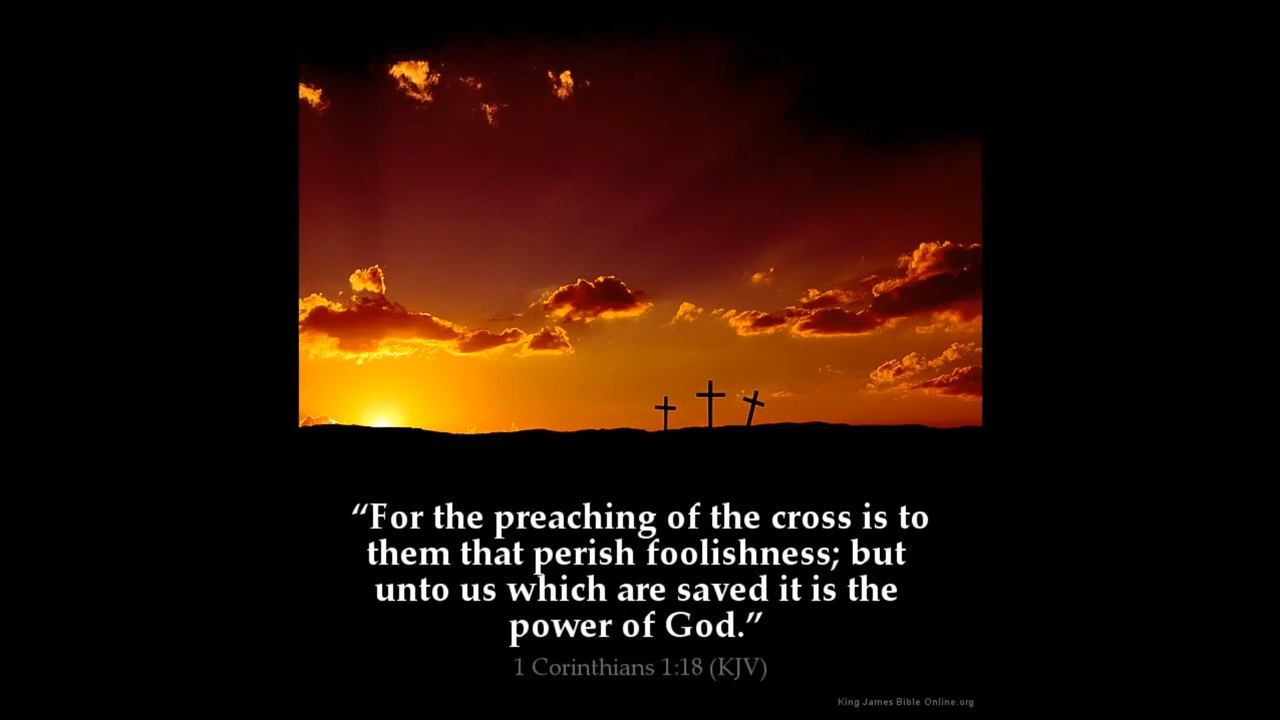 “For the preaching of the cross is to
them that perish foolishness; but
unto us which are saved it is the
power of God.”
1 Corinthians 1:18 (KJV)
King James Bible Online.org